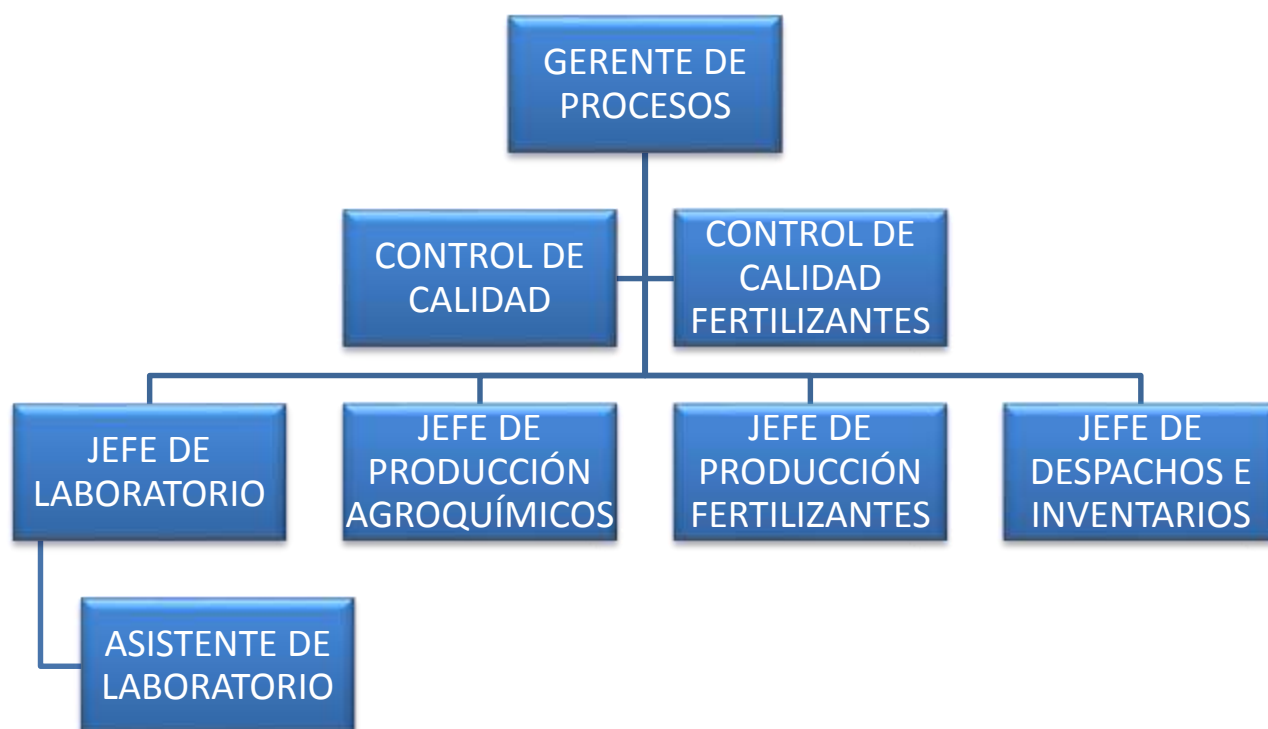 GERENTE DE
PROCESOS
CONTROL DE
CALIDAD
CONTROL DE
CALIDAD
FERTILIZANTES
JEFE DE
LABORATORIO
JEFE DE
PRODUCCIÓN
AGROQUÍMICOS
JEFE DE
PRODUCCIÓN
FERTILIZANTES
JEFE DE
DESPACHOS E
INVENTARIOS
ASISTENTE DE
LABORATORIO